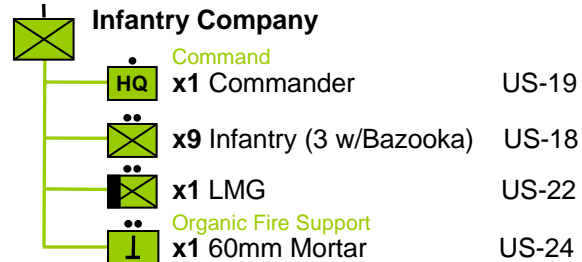 Infantry Company
Command
HQ x1 Commander US-19
x9 Infantry (3 w/Bazooka) US-18
x1 LMG US-22
Organic Fire Support
x1 60mm Mortar US-24